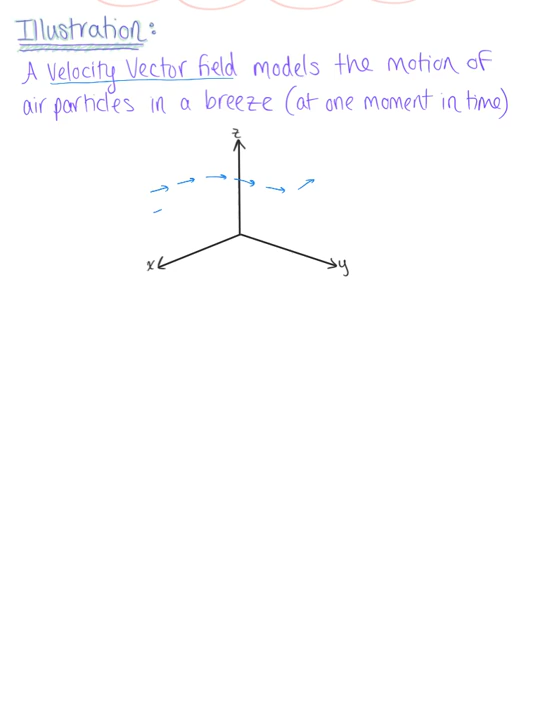 Illustration:
A Velocity Vector field models the motion of
air particles in a breeze (at one moment in time)
z
x
y